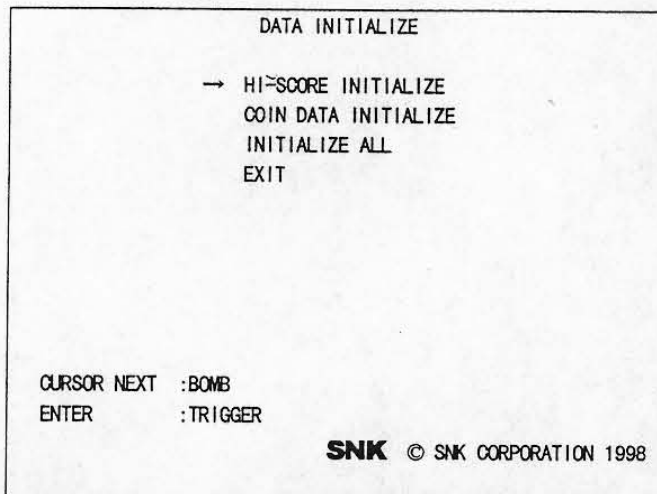 DATA INITIALIZE
→ HI-SCORE INITIALIZE
COIN DATA INITIALIZE
INITIALIZE ALL
EXIT
CURSOR NEXT :BOMB
ENTER :TRIGGER
SNK © SNK CORPORATION 1998